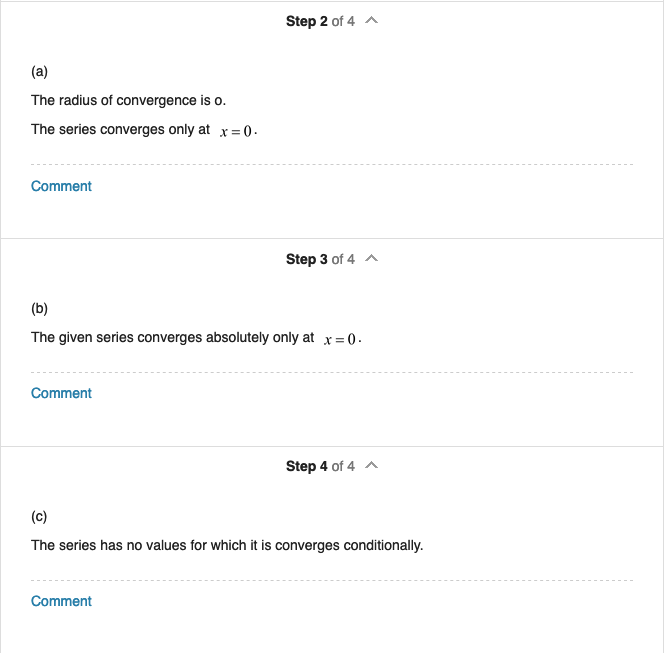 Step 2 of 4
(a)
The radius of convergence is o.
The series converges only at x = 0.
Comment
Step 3 of 4
(b)
The given series converges absolutely only at x = 0.
Comment
Step 4 of 4
(c)
The series has no values for which it is converges conditionally.
Comment